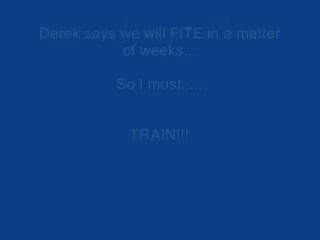 Derek says we will FITE in a matter
of weeks...
So I must.....
TRAIN!!!